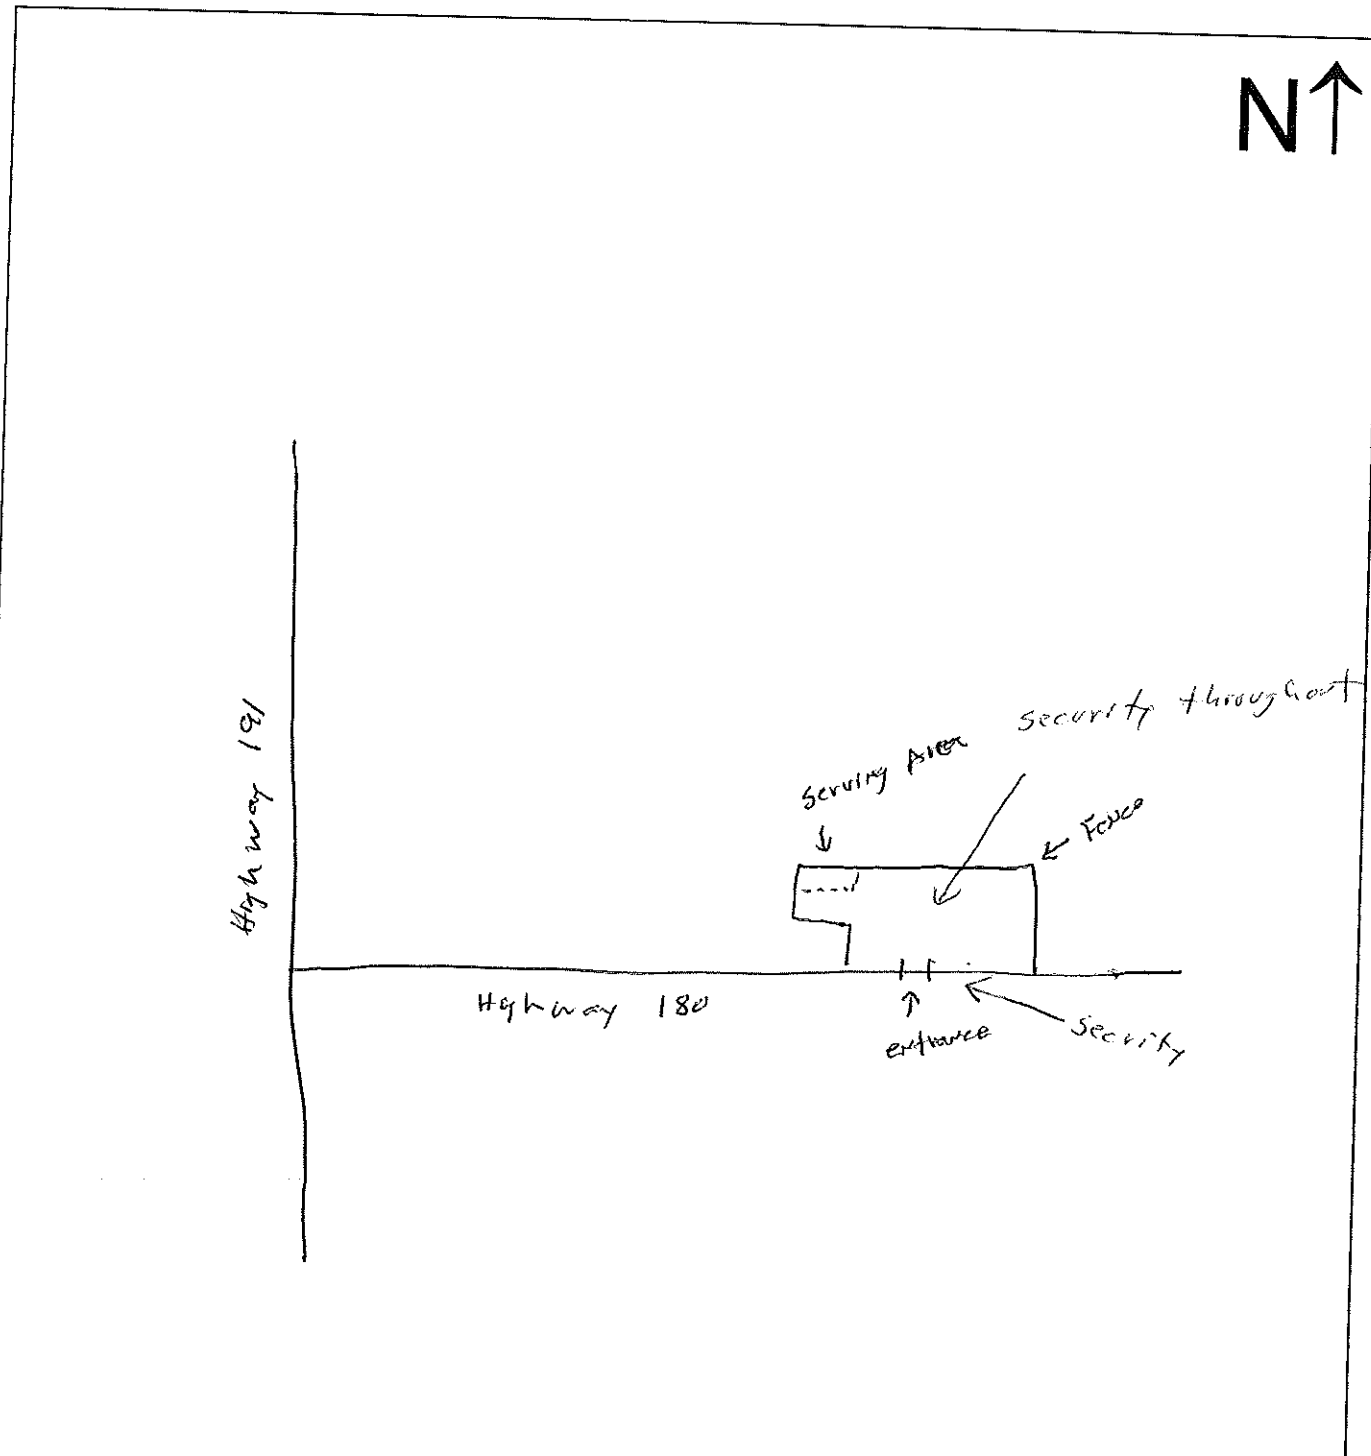 N
Security throughout
Serving Area
Fence
Highway 191
Highway 180
entrance
Security